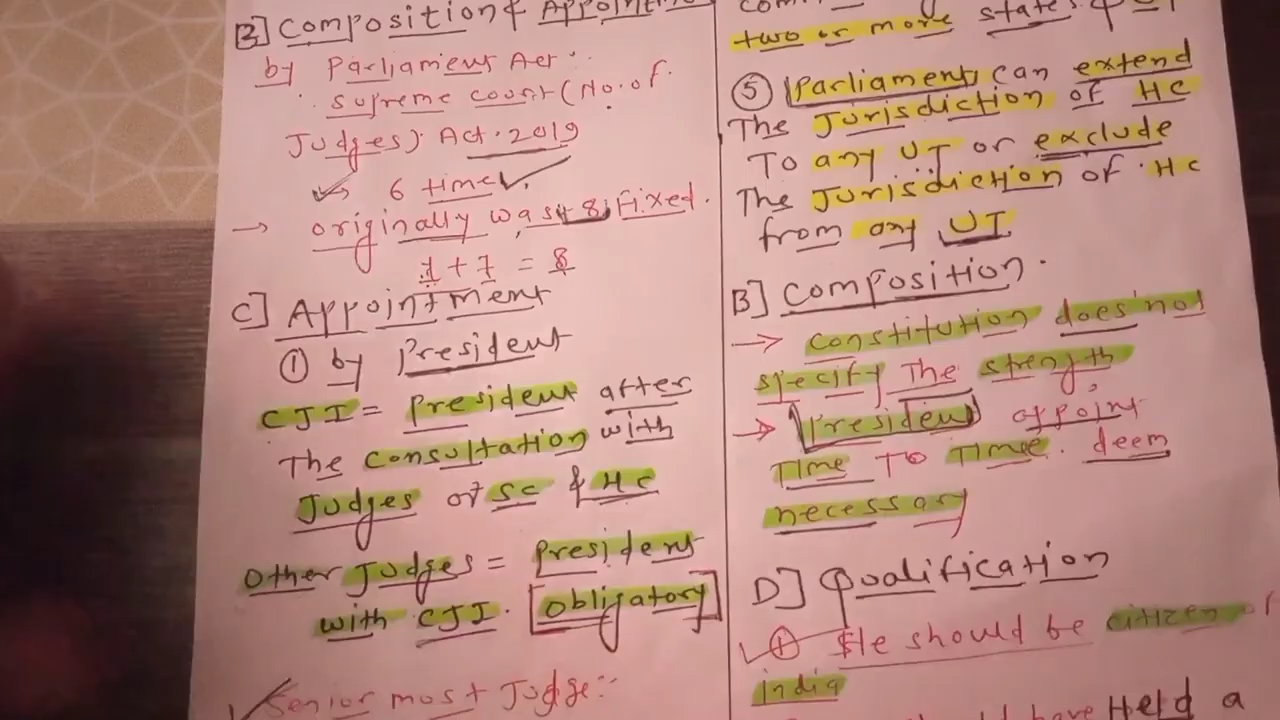 B] Composition & Appointme
by Parliament Act.
Supreme court (No. of
Judges) Act. 2019
6 time
→ originally was 8 fixed.
1 + 7 = 8
C] Appointment
① by President
CJI = President after
The consultation with
Judges of SC & HC
Other Judges = President
with CJI. Obligatory
Senior most Judge:-
two or more states &
⑤ Parliament can extend
The Jurisdiction of HC
To any UT or exclude
The Jurisdiction of HC
from any UT
B] Composition.
→ Constitution does not
specify The strength
→ President appoint
Time To Time. deem
necessary
D] Qualification
① He should be citizen of
india
have Held a